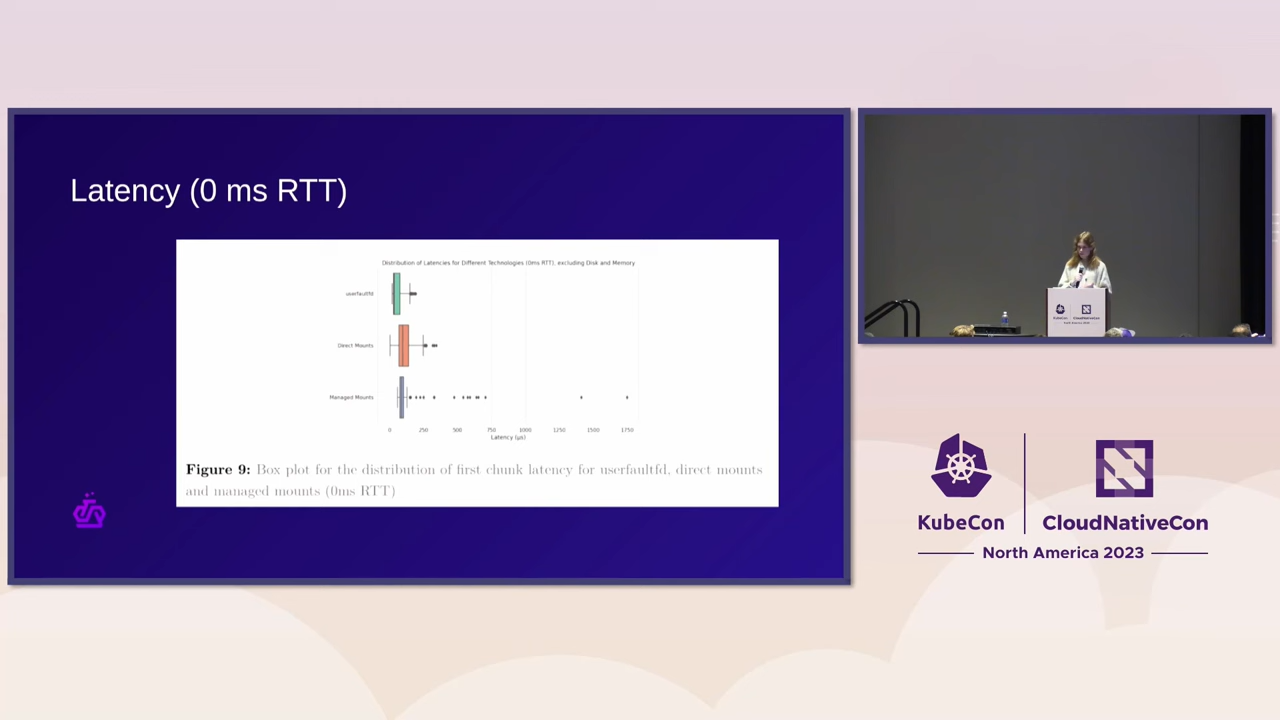 Latency (0 ms RTT)
Distribution of Latencies for Different Technologies (0ms RTT), excluding Disk and Memory
userfaultfd
Direct Mounts
Managed Mounts
0 250 500 750 1000 1250 1500 1750
Latency (μs)
Figure 9: Box plot for the distribution of first chunk latency for userfaultfd, direct mounts
and managed mounts (0ms RTT)
KubeCon
CloudNativeCon
North America 2023